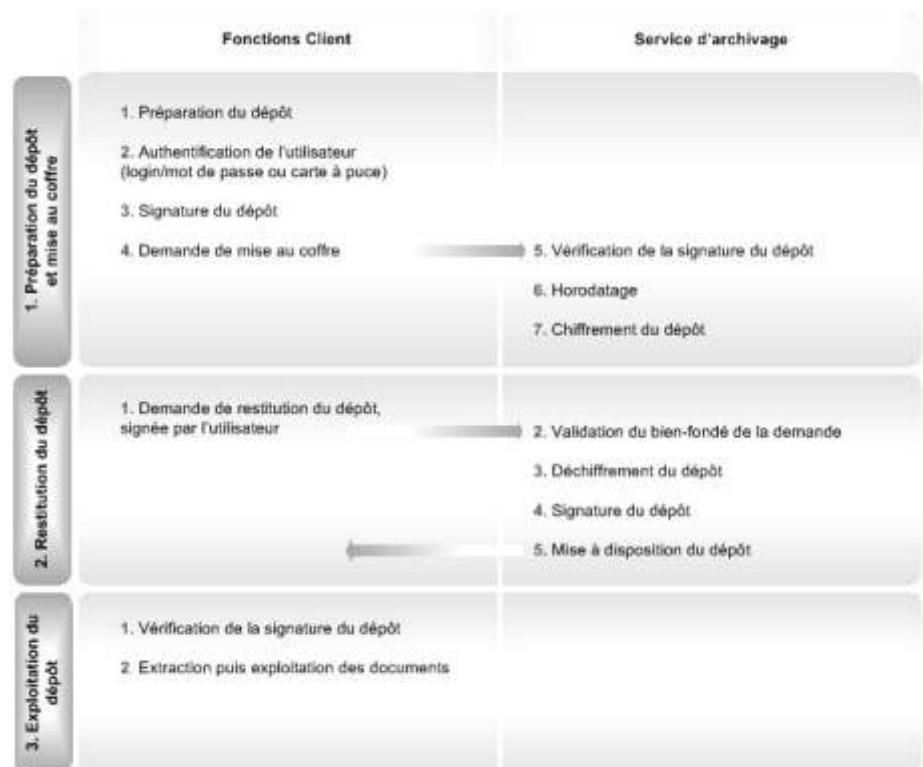 Fonctions Client
Service d'archivage
1. Préparation du dépôt
et mise au coffre
1. Préparation du dépôt
2. Authentification de l'utilisateur
(login/mot de passe ou carte à puce)
3. Signature du dépôt
4. Demande de mise au coffre
5. Vérification de la signature du dépôt
6. Horodatage
7. Chiffrement du dépôt
2. Restitution du dépôt
1. Demande de restitution du dépôt,
signée par l'utilisateur
2. Validation du bien-fondé de la demande
3. Déchiffrement du dépôt
4. Signature du dépôt
5. Mise à disposition du dépôt
3. Exploitation du
dépôt
1. Vérification de la signature du dépôt
2. Extraction puis exploitation des documents